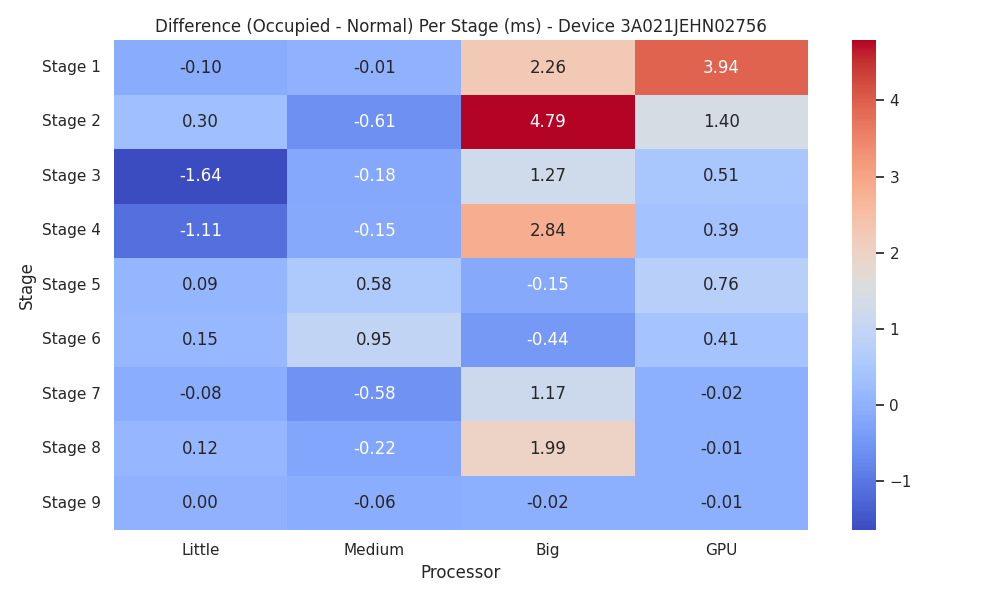 Difference (Occupied - Normal) Per Stage (ms) - Device 3A021JEHN02756
Stage
Stage 1 -0.10 -0.01 2.26 3.94
Stage 2 0.30 -0.61 4.79 1.40
Stage 3 -1.64 -0.18 1.27 0.51
Stage 4 -1.11 -0.15 2.84 0.39
Stage 5 0.09 0.58 -0.15 0.76
Stage 6 0.15 0.95 -0.44 0.41
Stage 7 -0.08 -0.58 1.17 -0.02
Stage 8 0.12 -0.22 1.99 -0.01
Stage 9 0.00 -0.06 -0.02 -0.01
Little Medium Big GPU
Processor
4
3
2
1
0
−1